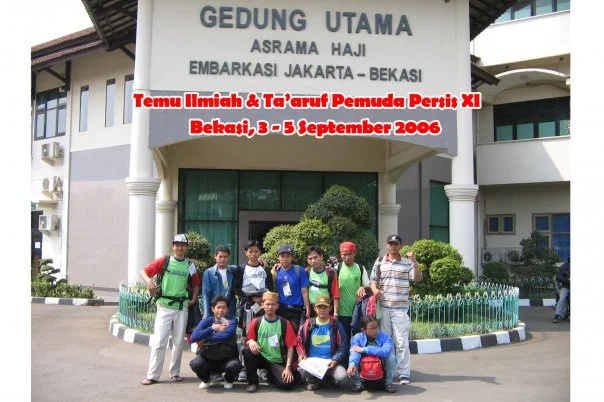 GEDUNG UTAMA
ASRAMA HAJI
EMBARKASI JAKARTA – BEKASI
Temu Ilmiah & Ta'aruf Pemuda Persis XI
Bekasi, 3 - 5 September 2006